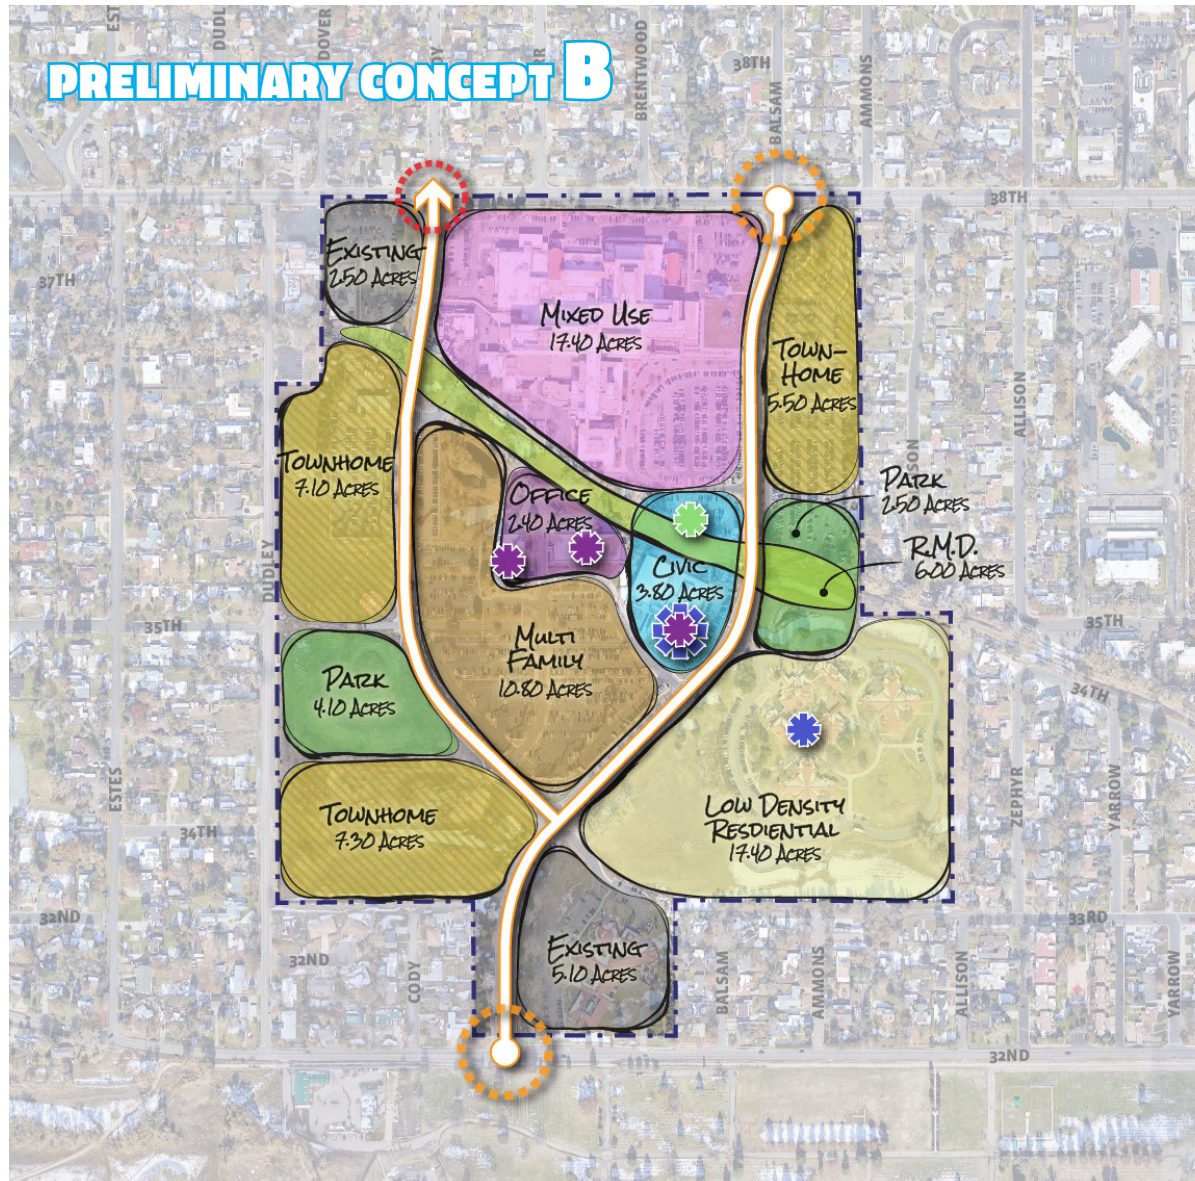 PRELIMINARY CONCEPT B
DOVER
BRENTWOOD
38TH
BALSAM
AMMONS
38TH
37TH
EXISTING
2.50 ACRES
MIXED USE
17.40 ACRES
TOWN-
HOME
5.50 ACRES
ALLISON
TOWNHOME
7.10 ACRES
OFFICE
2.40 ACRES
PARK
2.50 ACRES
R.M.D.
6.00 ACRES
CIVIC
3.80 ACRES
DUDLEY
35TH
35TH
MULTI
FAMILY
10.80 ACRES
PARK
4.10 ACRES
34TH
ESTES
ZEPHYR
YARROW
TOWNHOME
7.30 ACRES
34TH
LOW DENSITY
RESDIENTIAL
17.40 ACRES
32ND
33RD
EXISTING
5.10 ACRES
32ND
CODY
BALSAM
AMMONS
ALLISON
YARROW
32ND